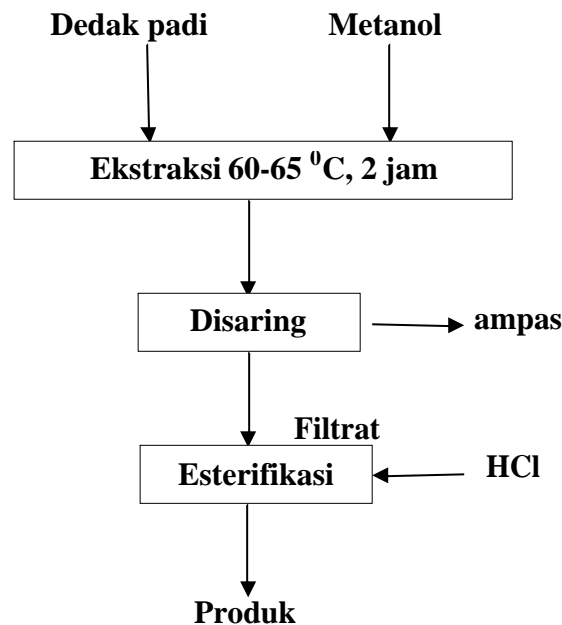 Dedak padi
Metanol
Ekstraksi 60-65 ⁰C, 2 jam
Disaring
ampas
Filtrat
Esterifikasi
HCl
Produk